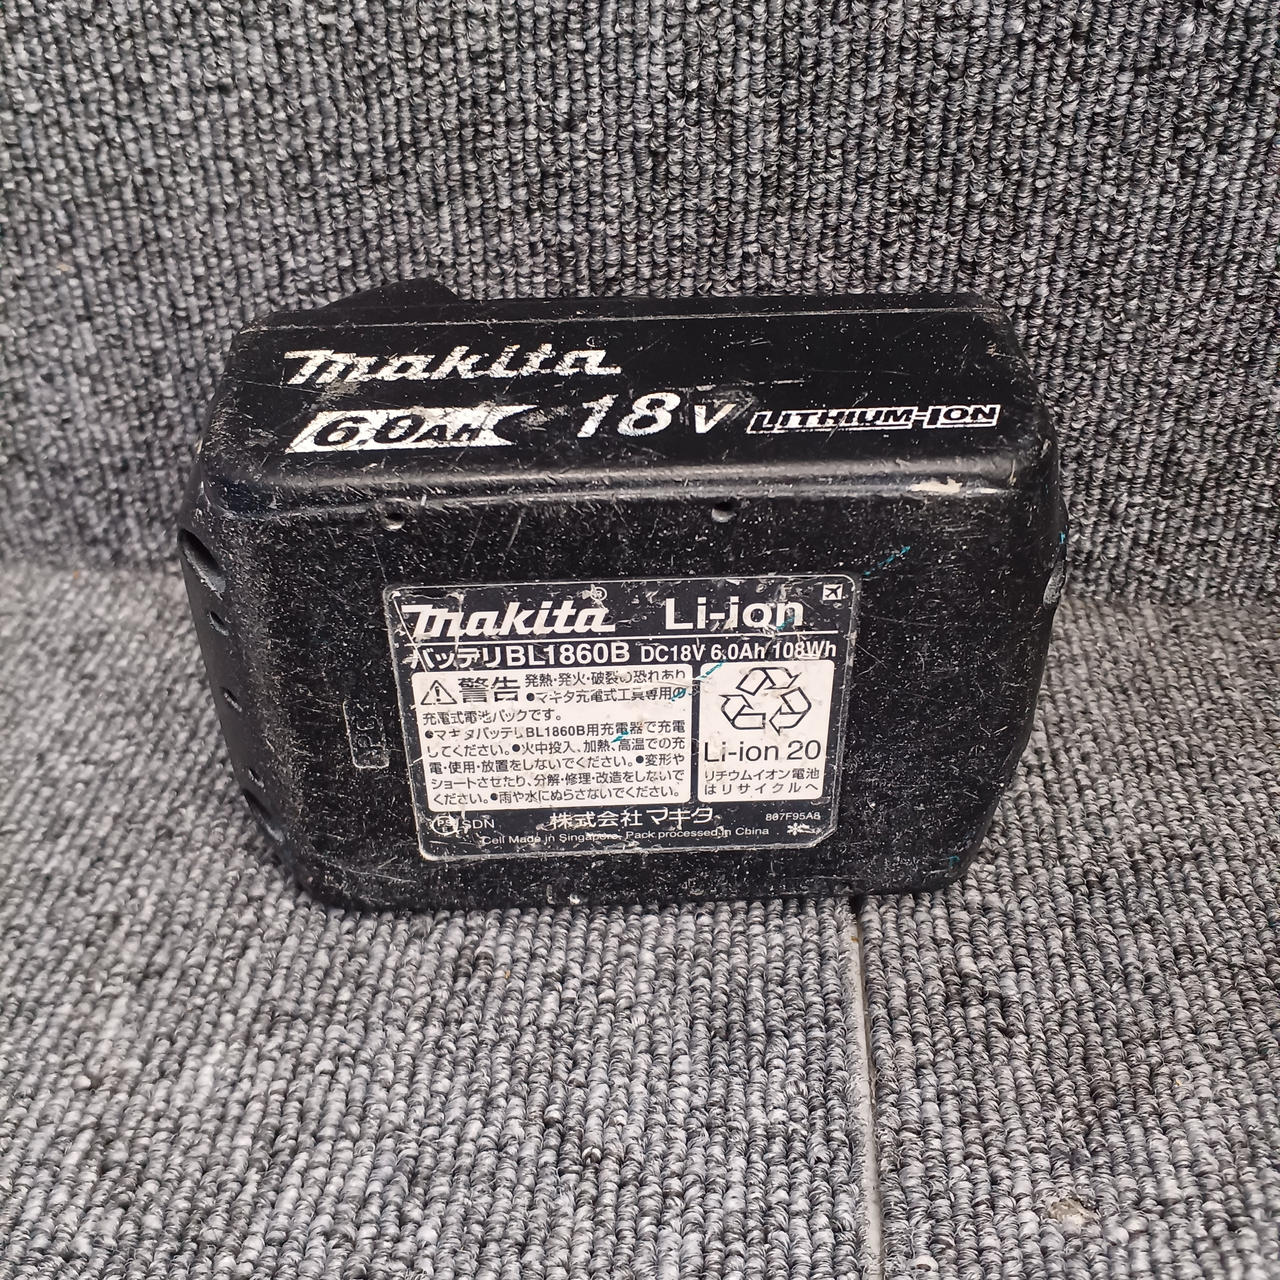 makita
6.0Ah 18V LITHIUM-ION
makita Li-ion
バッテリBL1860B DC18V 6.0Ah/108Wh
警告 発熱・発火・破裂の恐れあり
●マキタ充電式工具専用の
充電式電池パックです。
●マキタバッテリBL1860B用充電器で充電
してください。●火中投入、加熱、高温での充
電・使用・放置をしないでください。●変形や
ショートさせたり、分解・修理・改造をしないで
ください。●雨や水にぬらさないでください。
Li-ion 20
リチウムイオン電池
はリサイクルへ
PS SDN 株式会社マキタ 807F95A8
Cell Made in Singapore, Pack processed in China